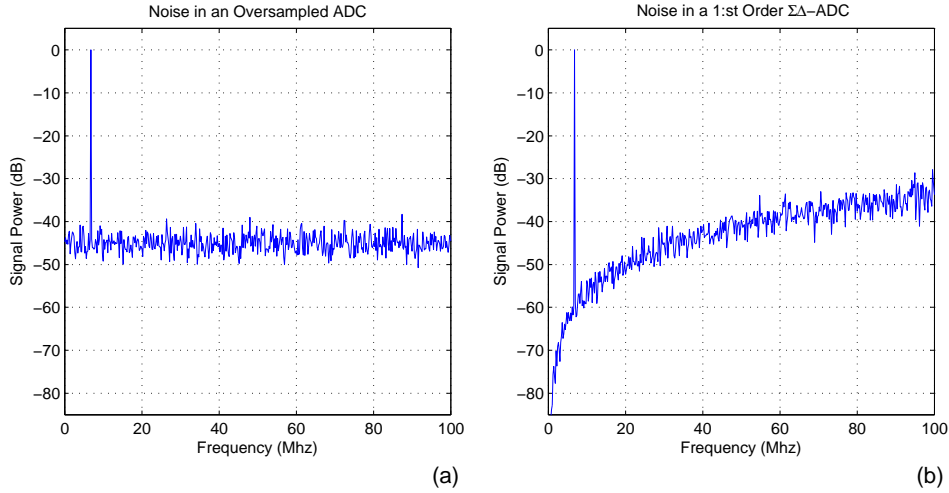 Noise in an Oversampled ADC
Signal Power (dB)
0
−10
−20
−30
−40
−50
−60
−70
−80
0 20 40 60 80 100
Frequency (Mhz)
(a)
Noise in a 1:st Order ΣΔ−ADC
Signal Power (dB)
0
−10
−20
−30
−40
−50
−60
−70
−80
0 20 40 60 80 100
Frequency (Mhz)
(b)